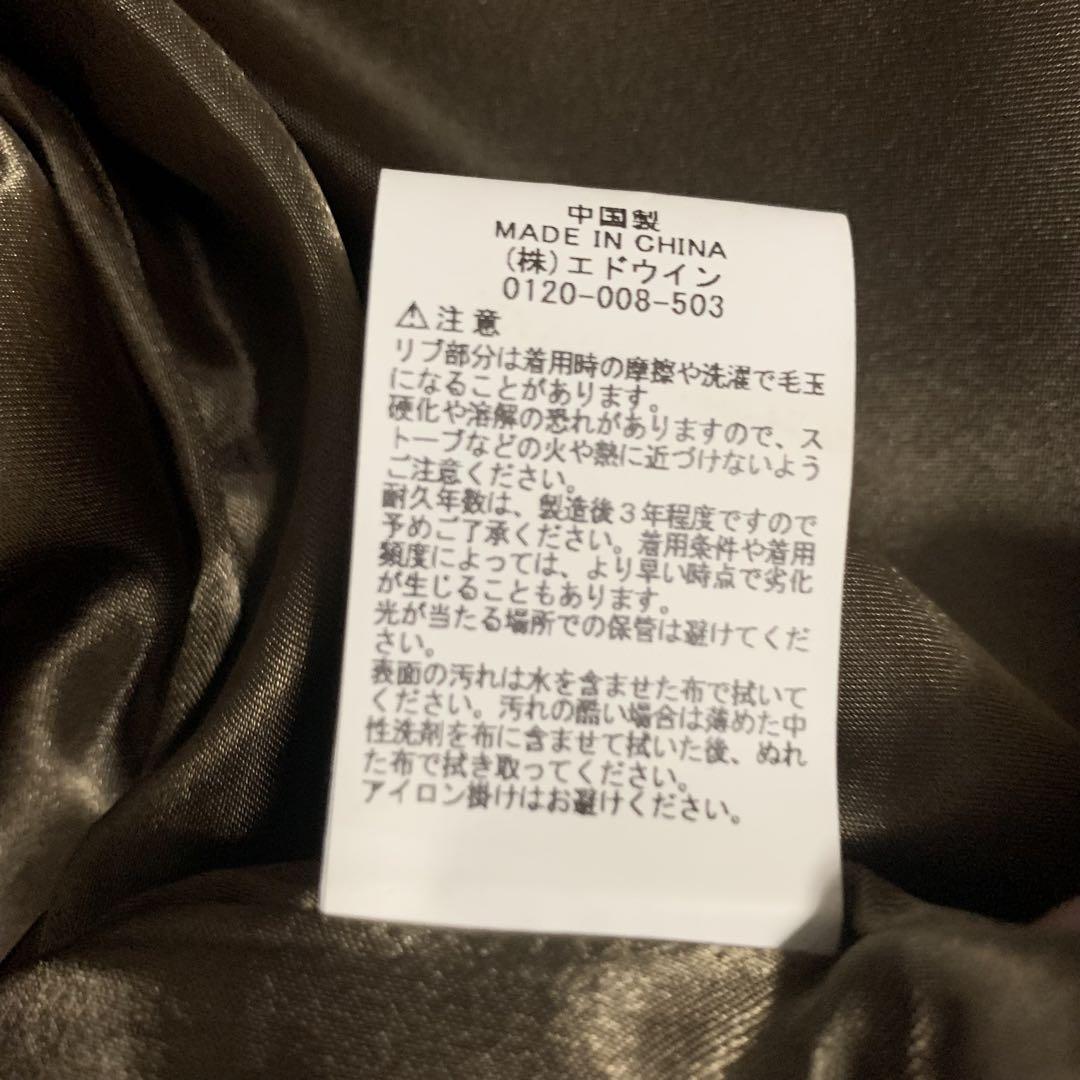 中国製
MADE IN CHINA
(株)エドウイン
0120-008-503
⚠注意
リブ部分は着用時の摩擦や洗濯で毛玉
になることがあります。
硬化や溶解の恐れがありますので、ス
トーブなどの火や熱に近づけないよう
ご注意ください。
耐久年数は、製造後3年程度ですので
予めご了承ください。着用条件や着用
頻度によっては、より早い時点で劣化
が生じることもあります。
光が当たる場所での保管は避けてくだ
さい。
表面の汚れは水を含ませた布で拭いて
ください。汚れの酷い場合は薄めた中
性洗剤を布に含ませて拭いた後、ぬれ
た布で拭き取ってください。
アイロン掛けはお避けください。